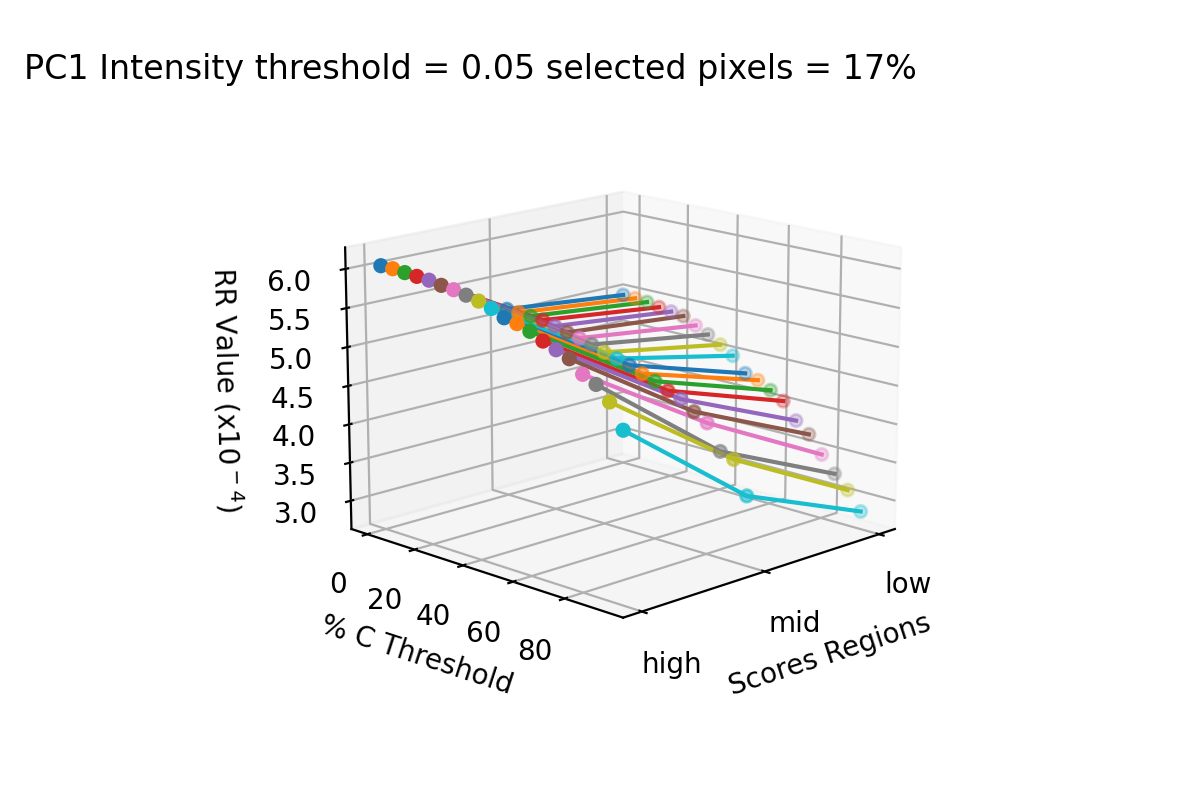 PC1 Intensity threshold = 0.05 selected pixels = 17%
RR Value (x10⁻⁴)
6.0
5.5
5.0
4.5
4.0
3.5
3.0
0
20
40
60
80
% C Threshold
high
mid
low
Scores Regions